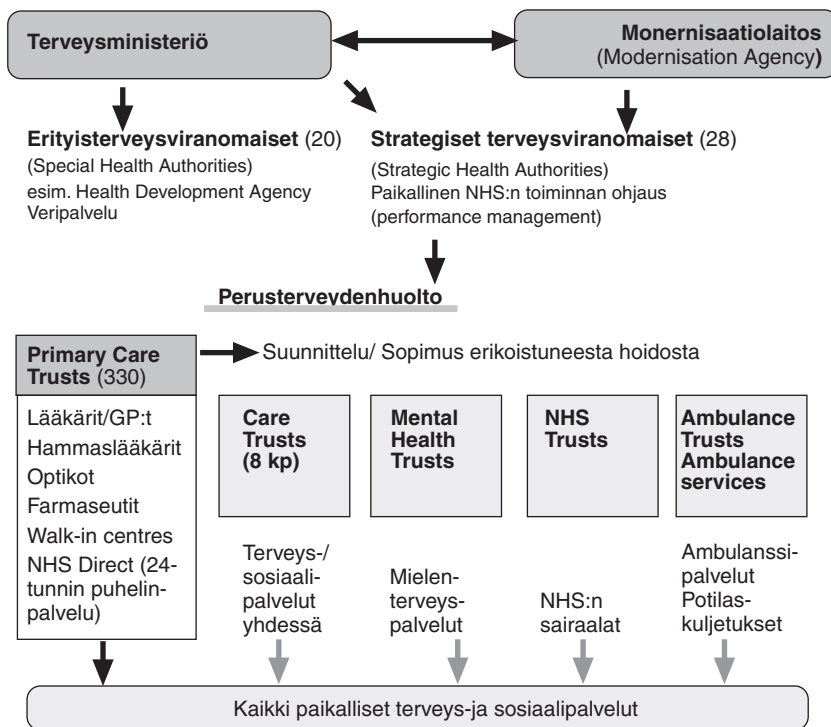 Terveysministeriö
Monernisaatiolaitos
(Modernisation Agency)
Erityisterveysviranomaiset (20)
(Special Health Authorities)
esim. Health Development Agency
Veripalvelu
Strategiset terveysviranomaiset (28)
(Strategic Health Authorities)
Paikallinen NHS:n toiminnan ohjaus
(performance management)
Perusterveydenhuolto
Primary Care
Trusts (330)
Suunnittelu/ Sopimus erikoistuneesta hoidosta
Lääkärit/GP:t
Hammaslääkärit
Optikot
Farmaseutit
Walk-in centres
NHS Direct (24-
tunnin puhelin-
palvelu)
Care
Trusts
(8 kp)
Mental
Health
Trusts
NHS
Trusts
Ambulance
Trusts
Ambulance
services
Terveys-/
sosiaali
palvelut
yhdessä
Mielen-
terveys-
palvelut
NHS:n
sairaalat
Ambulanssi-
palvelut
Potilas-
kuljetukset
Kaikki paikalliset terveys-ja sosiaalipalvelut